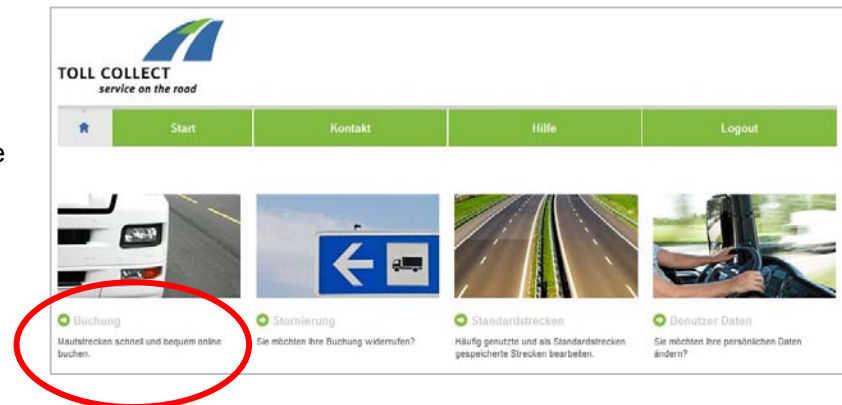 TOLL COLLECT
service on the road
Start Kontakt Hilfe Logout
e
Buchung Stornierung Standardstrecken Benutzer Daten
Mautstrecken schnell und bequem online
buchen.
Sie möchten Ihre Buchung widerrufen?
Häufig genutzte und als Standardstrecken
gespeicherte Strecken bearbeiten.
Sie möchten Ihre persönlichen Daten
ändern?